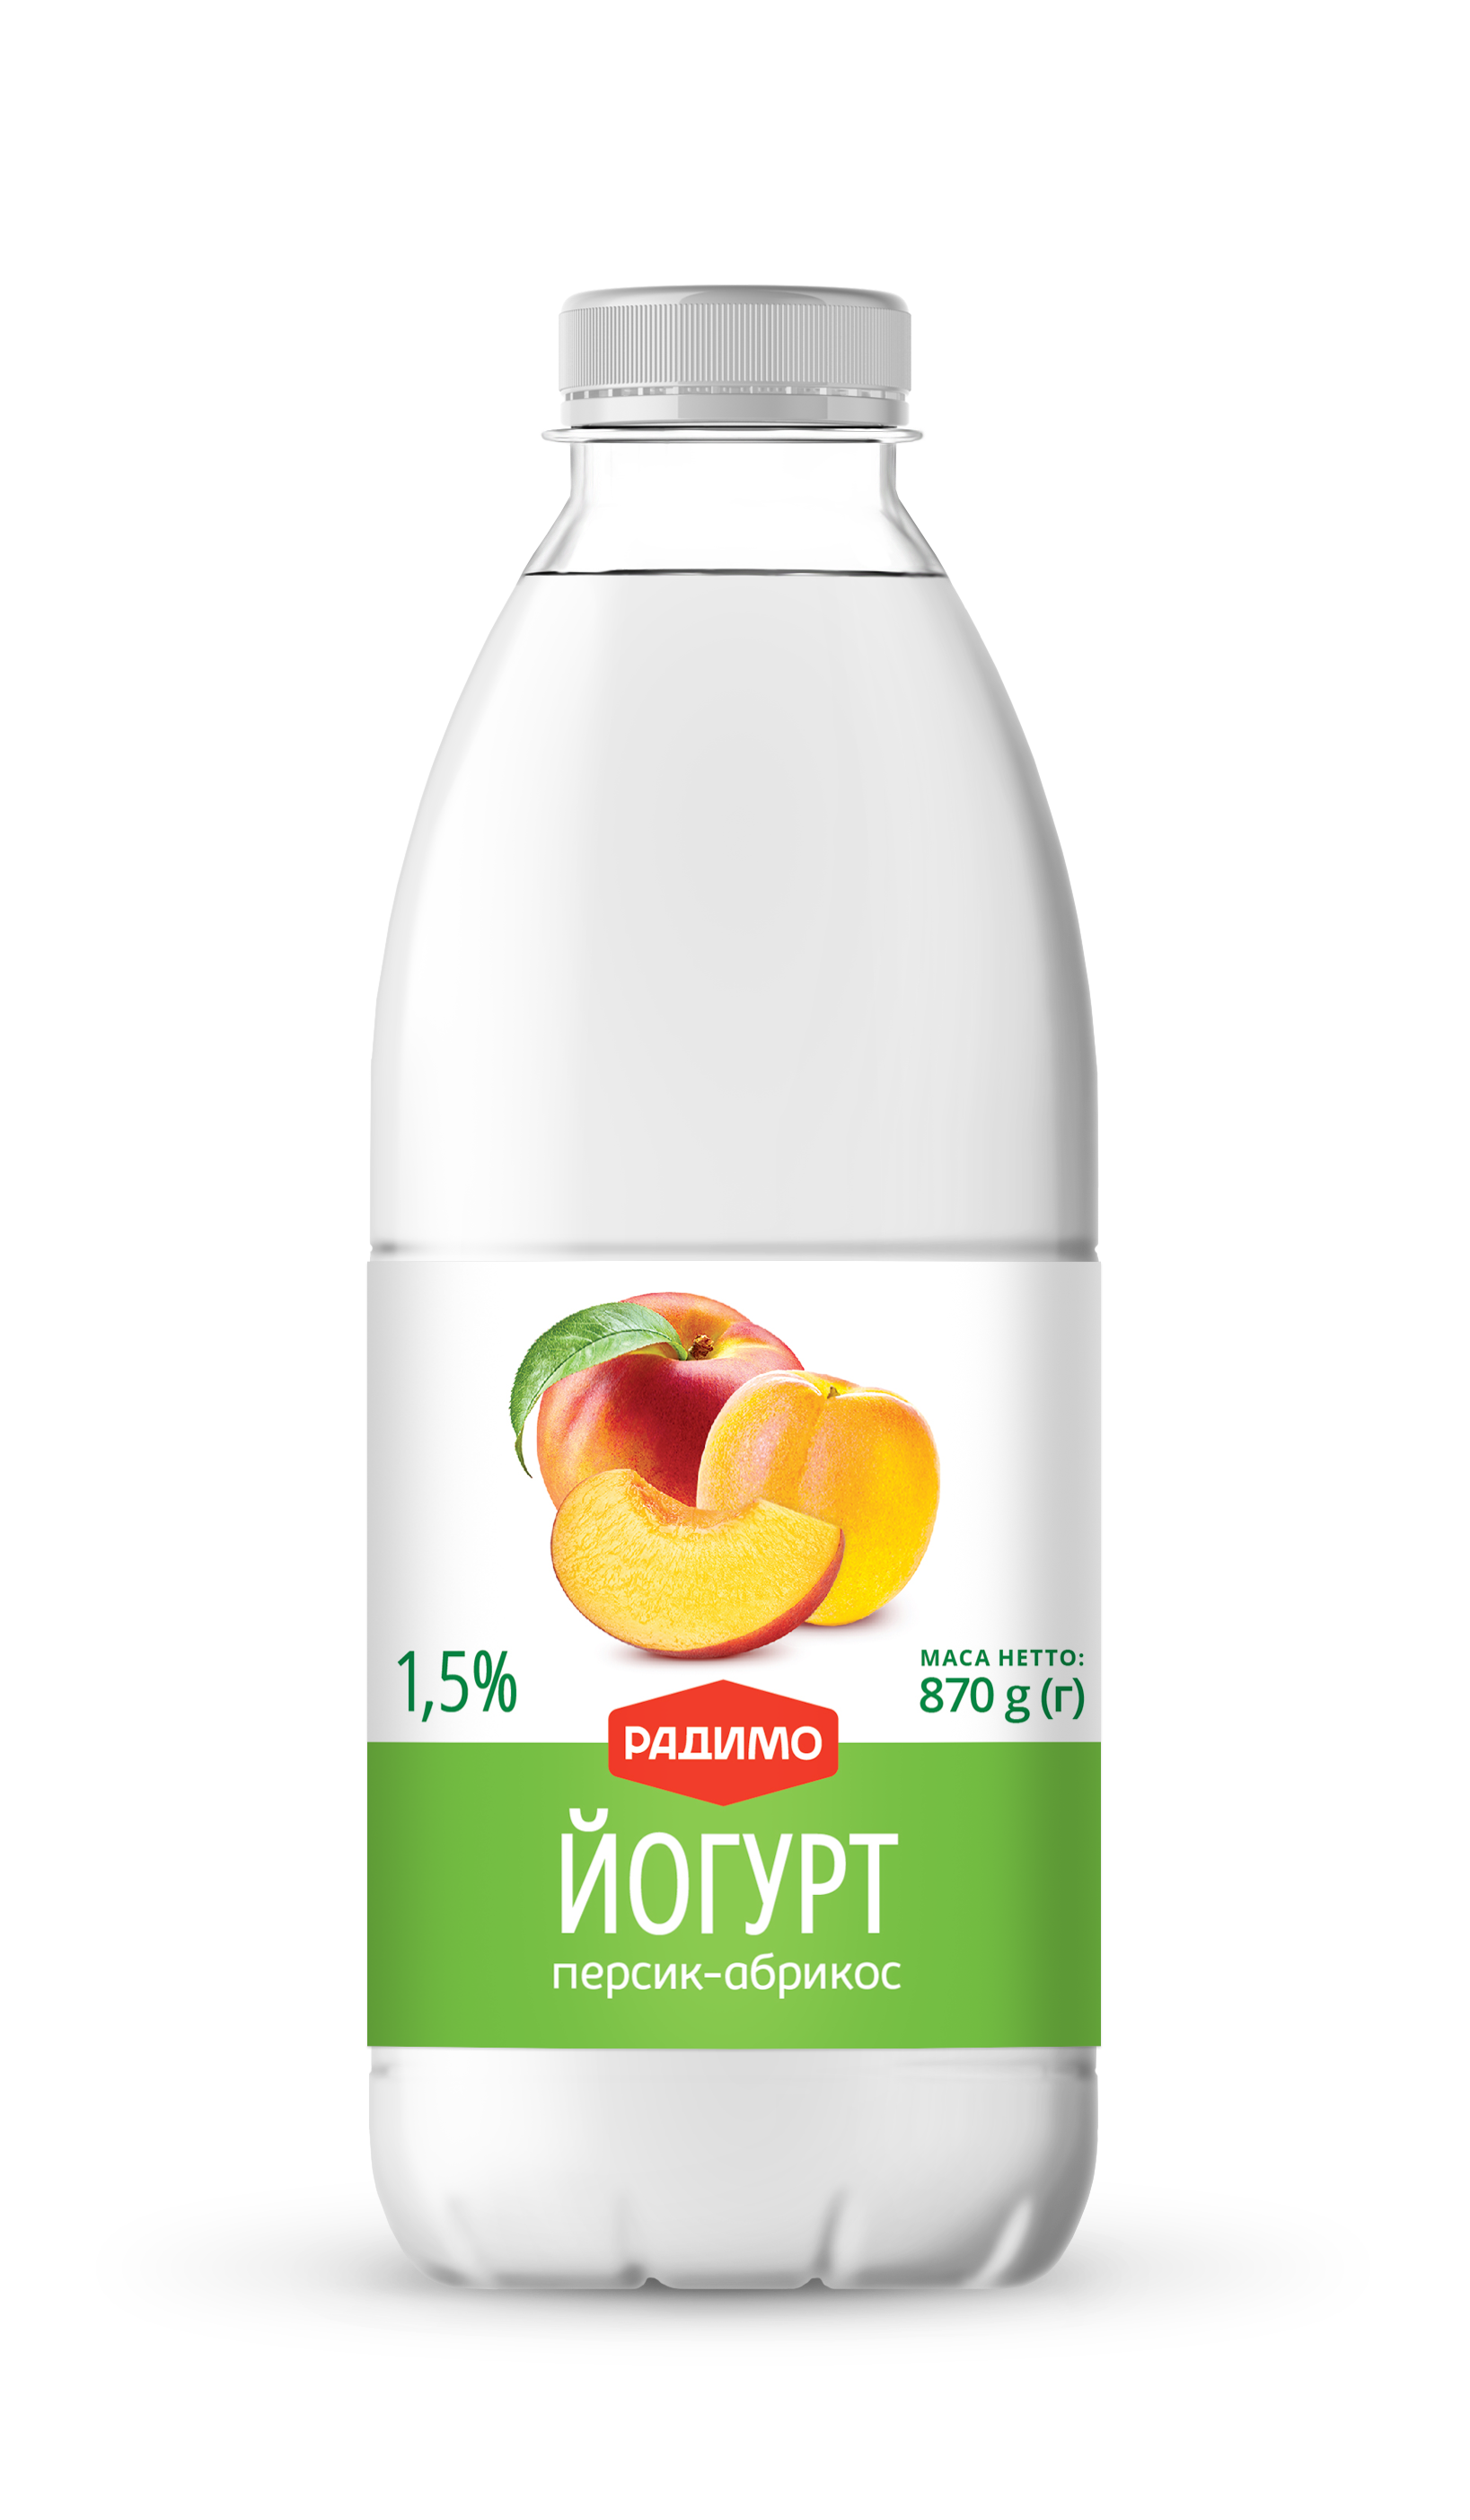 1,5%
МАСА НЕТТО:
870 g (г)
РАДИМО
ЙОГУРТ
персик-абрикос